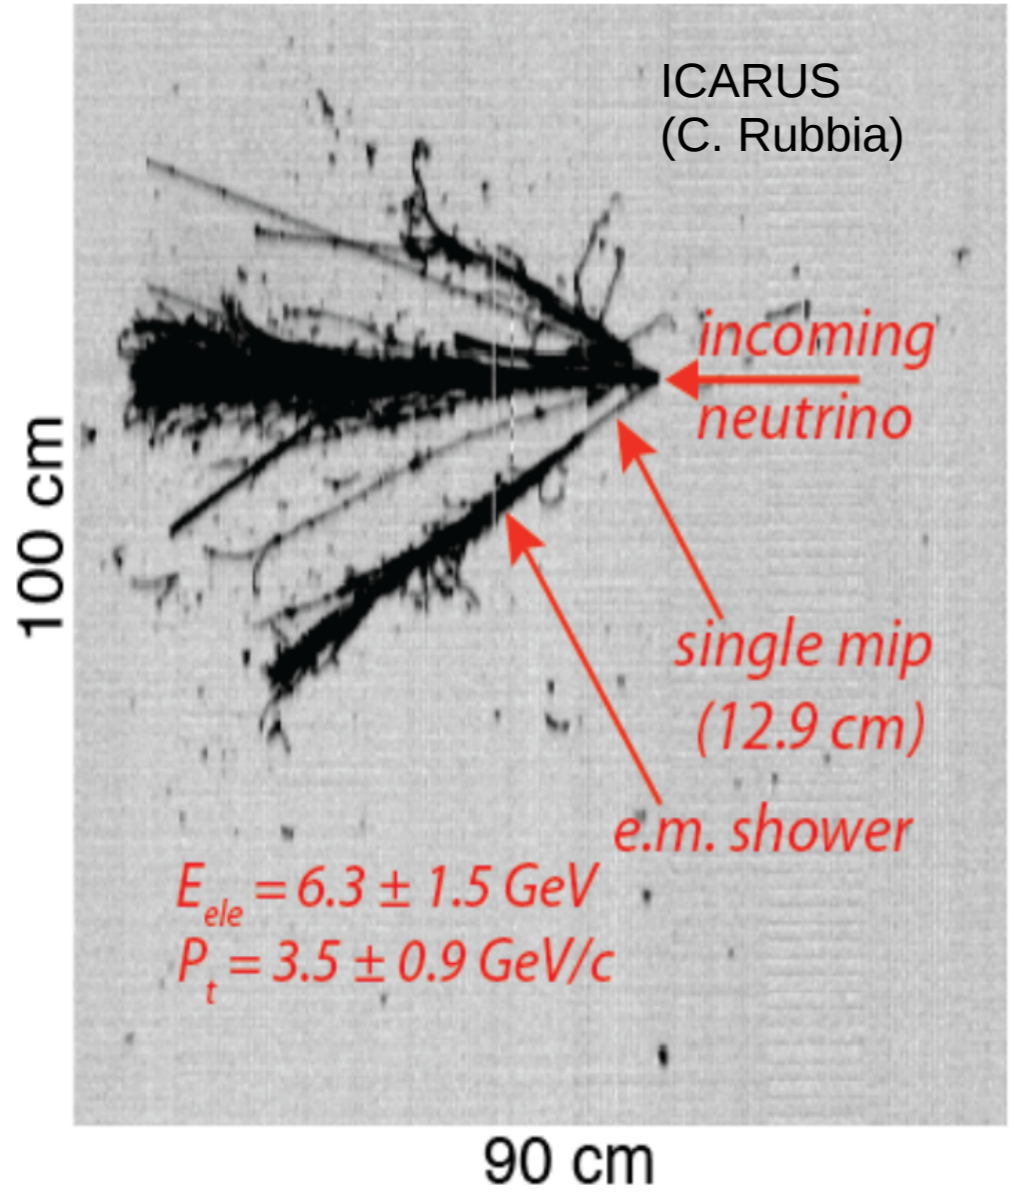 ICARUS
(C. Rubbia)
incoming
neutrino
100 cm
single mip
(12.9 cm)
e.m. shower
E_ele = 6.3 ± 1.5 GeV
P_t = 3.5 ± 0.9 GeV/c
90 cm